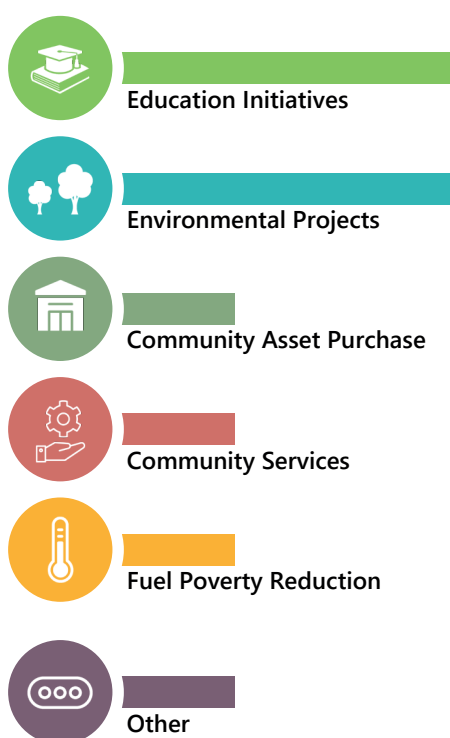 Education Initiatives
Environmental Projects
Community Asset Purchase
Community Services
Fuel Poverty Reduction
Other